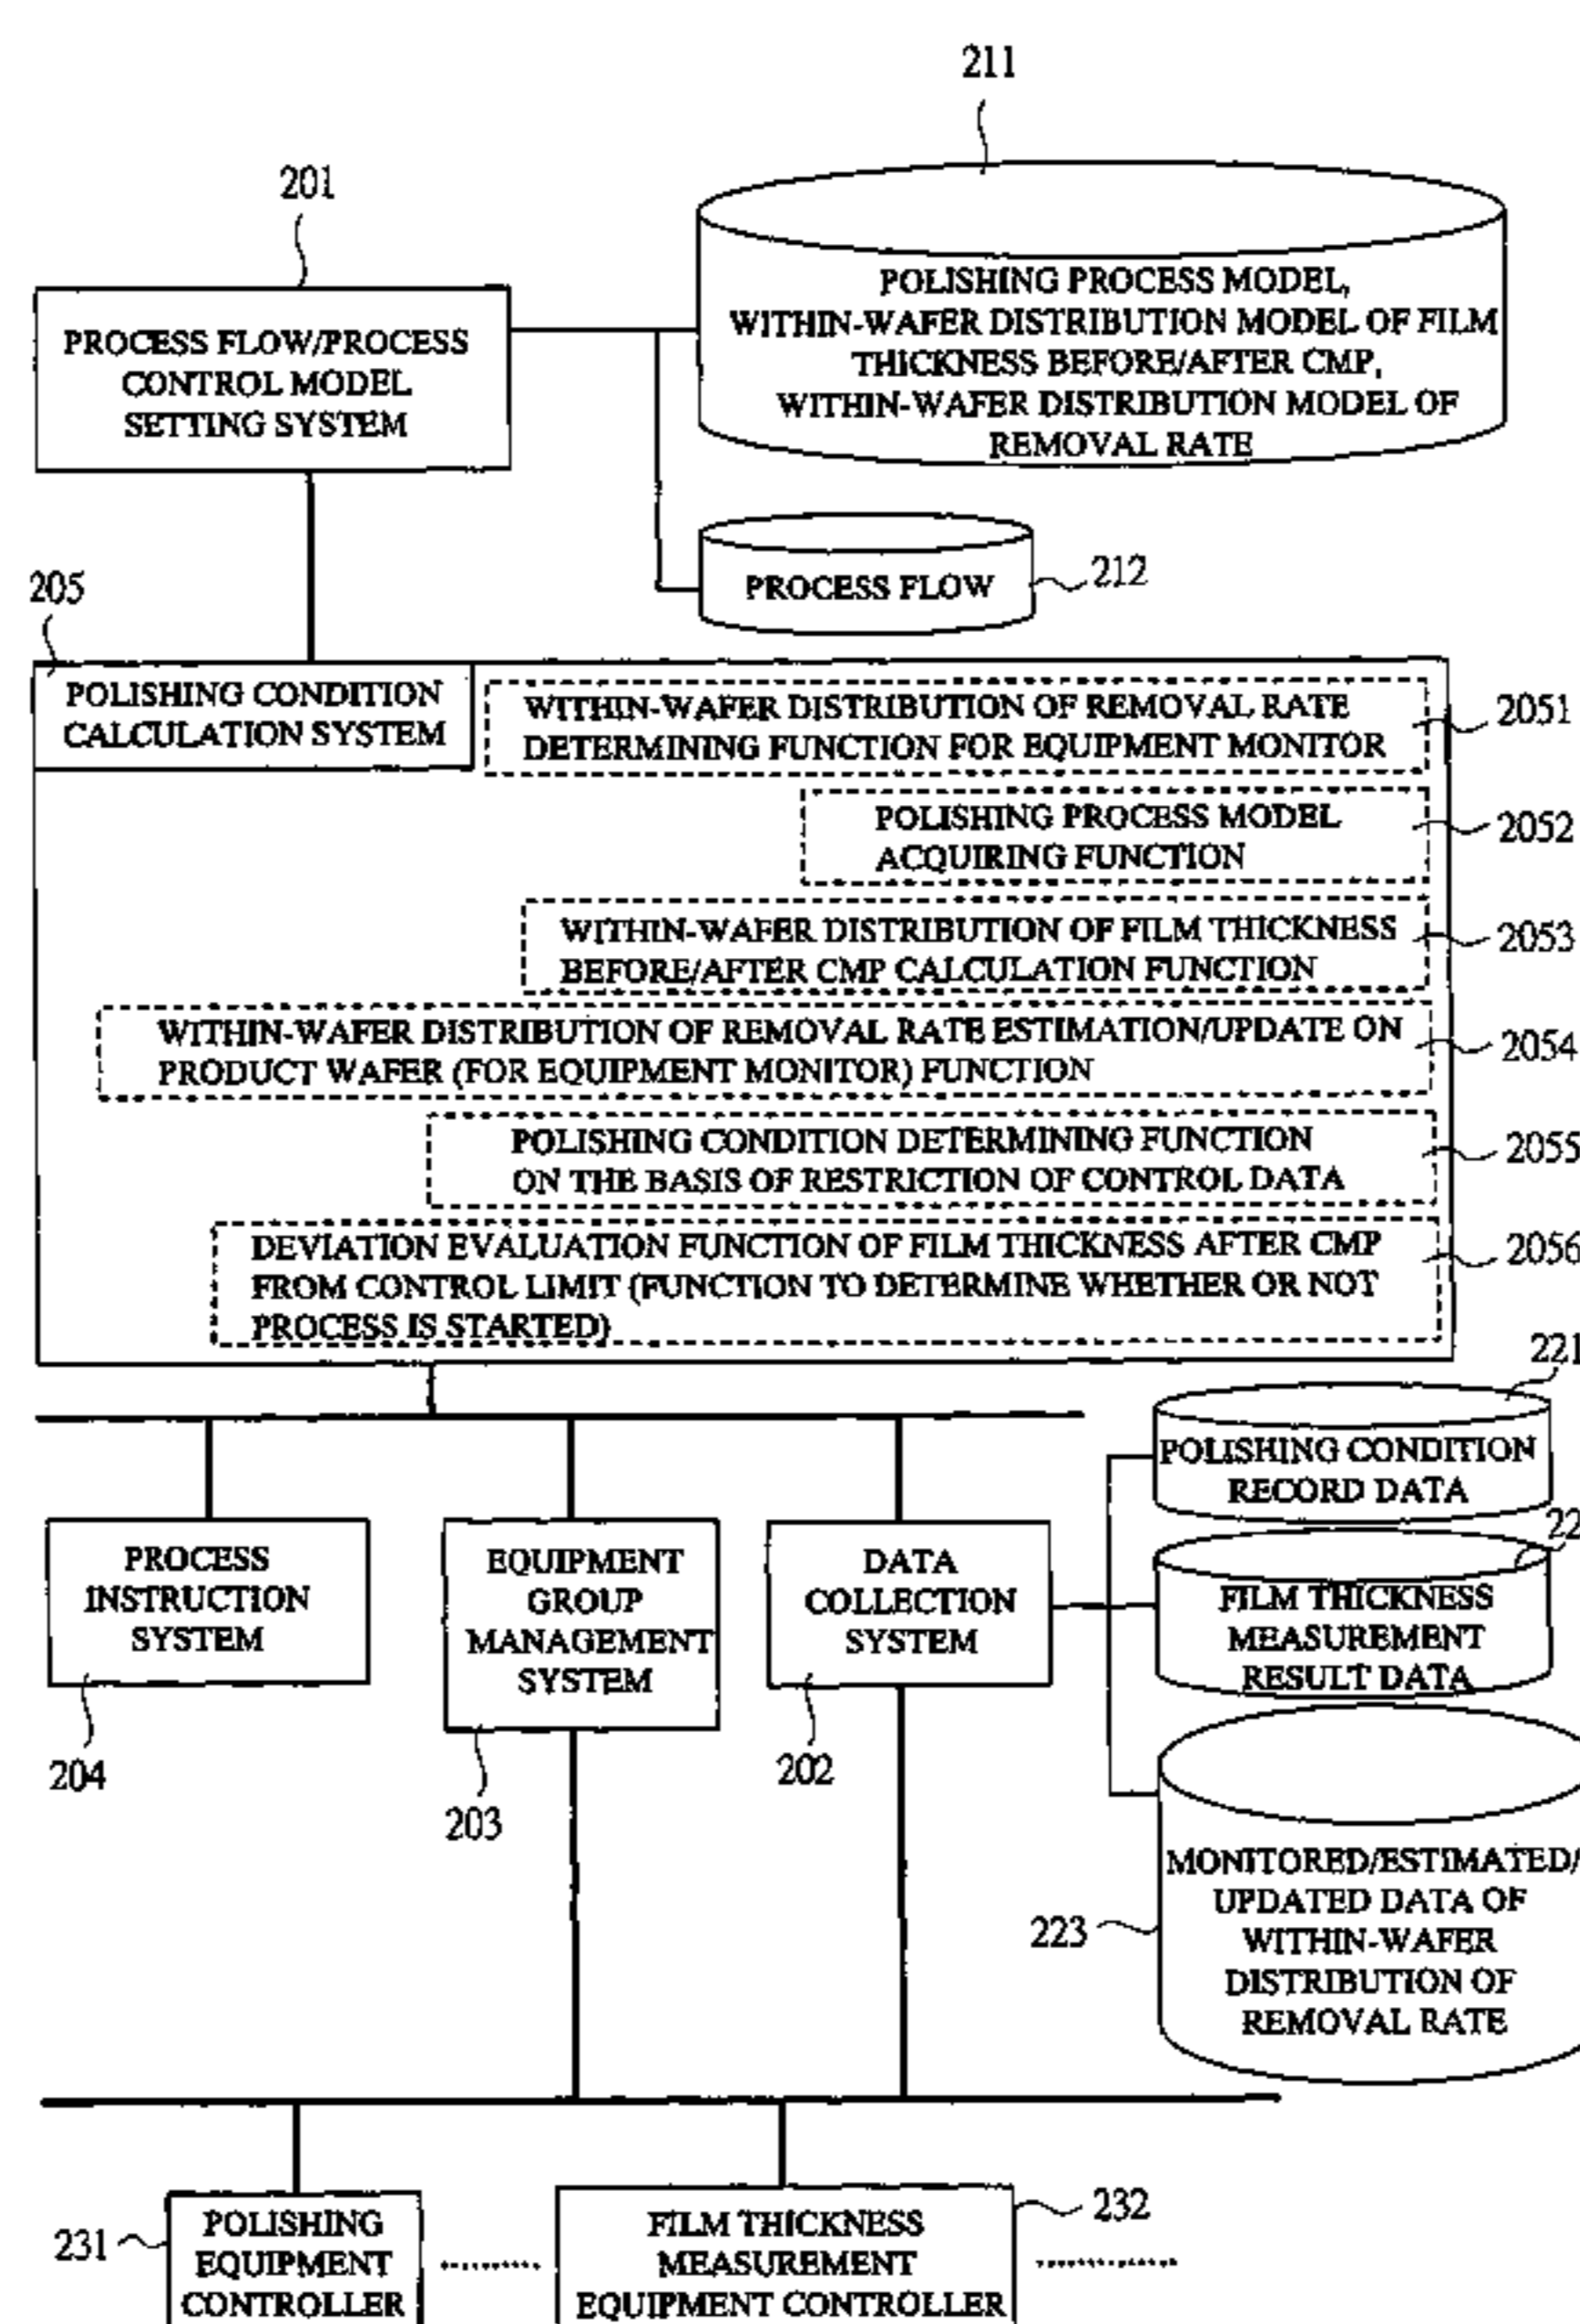 211
201
POLISHING PROCESS MODEL,
WITHIN-WAFER DISTRIBUTION MODEL OF FILM
THICKNESS BEFORE/AFTER CMP,
WITHIN-WAFER DISTRIBUTION MODEL OF
REMOVAL RATE
PROCESS FLOW/PROCESS
CONTROL MODEL
SETTING SYSTEM
PROCESS FLOW
212
205
POLISHING CONDITION
CALCULATION SYSTEM
WITHIN-WAFER DISTRIBUTION OF REMOVAL RATE
DETERMINING FUNCTION FOR EQUIPMENT MONITOR
2051
POLISHING PROCESS MODEL
ACQUIRING FUNCTION
2052
WITHIN-WAFER DISTRIBUTION OF FILM THICKNESS
BEFORE/AFTER CMP CALCULATION FUNCTION
2053
WITHIN-WAFER DISTRIBUTION OF REMOVAL RATE ESTIMATION/UPDATE ON
PRODUCT WAFER (FOR EQUIPMENT MONITOR) FUNCTION
2054
POLISHING CONDITION DETERMINING FUNCTION
ON THE BASIS OF RESTRICTION OF CONTROL DATA
2055
DEVIATION EVALUATION FUNCTION OF FILM THICKNESS AFTER CMP
FROM CONTROL LIMIT (FUNCTION TO DETERMINE WHETHER OR NOT
PROCESS IS STARTED)
2056
221
POLISHING CONDITION
RECORD DATA
22
FILM THICKNESS
MEASUREMENT
RESULT DATA
PROCESS
INSTRUCTION
SYSTEM
204
EQUIPMENT
GROUP
MANAGEMENT
SYSTEM
203
DATA
COLLECTION
SYSTEM
202
MONITORED/ESTIMATED/
UPDATED DATA OF
WITHIN-WAFER
DISTRIBUTION OF
REMOVAL RATE
223
231
POLISHING
EQUIPMENT
CONTROLLER
FILM THICKNESS
MEASUREMENT
EQUIPMENT CONTROLLER
232